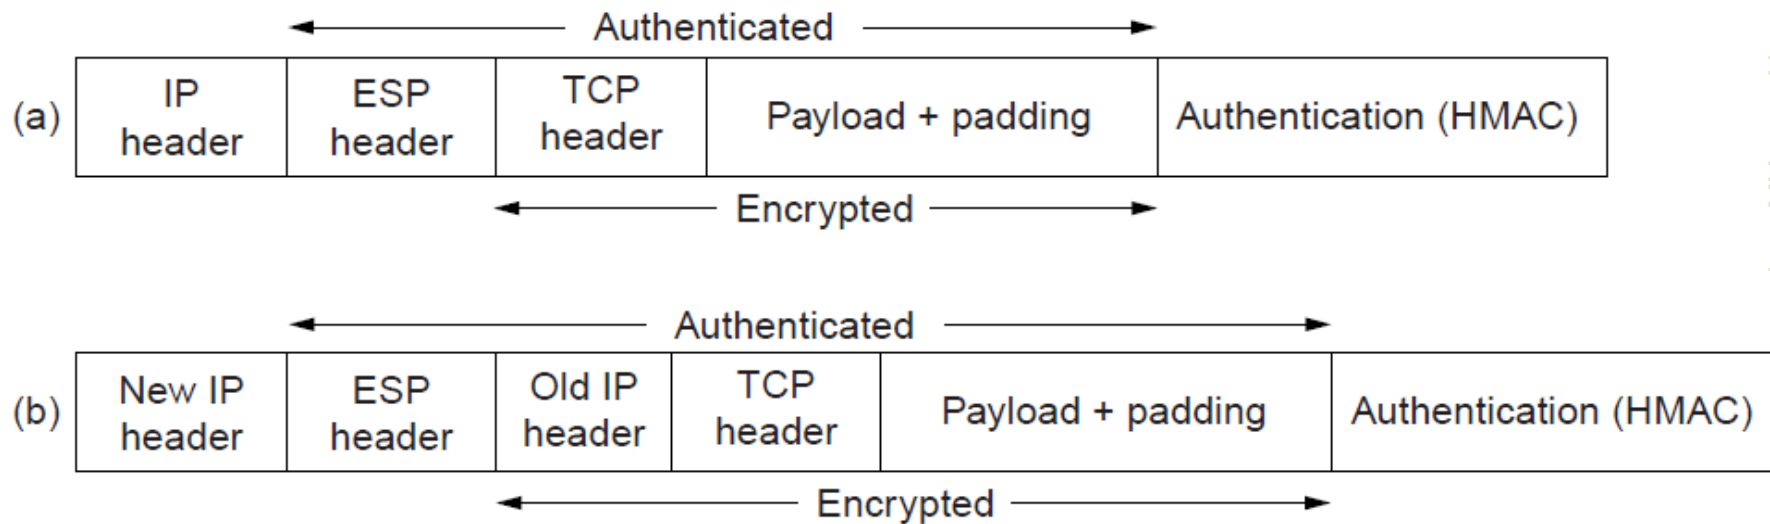 Authenticated
(a) IP header ESP header TCP header Payload + padding Authentication (HMAC)
Encrypted
Authenticated
(b) New IP header ESP header Old IP header TCP header Payload + padding Authentication (HMAC)
Encrypted